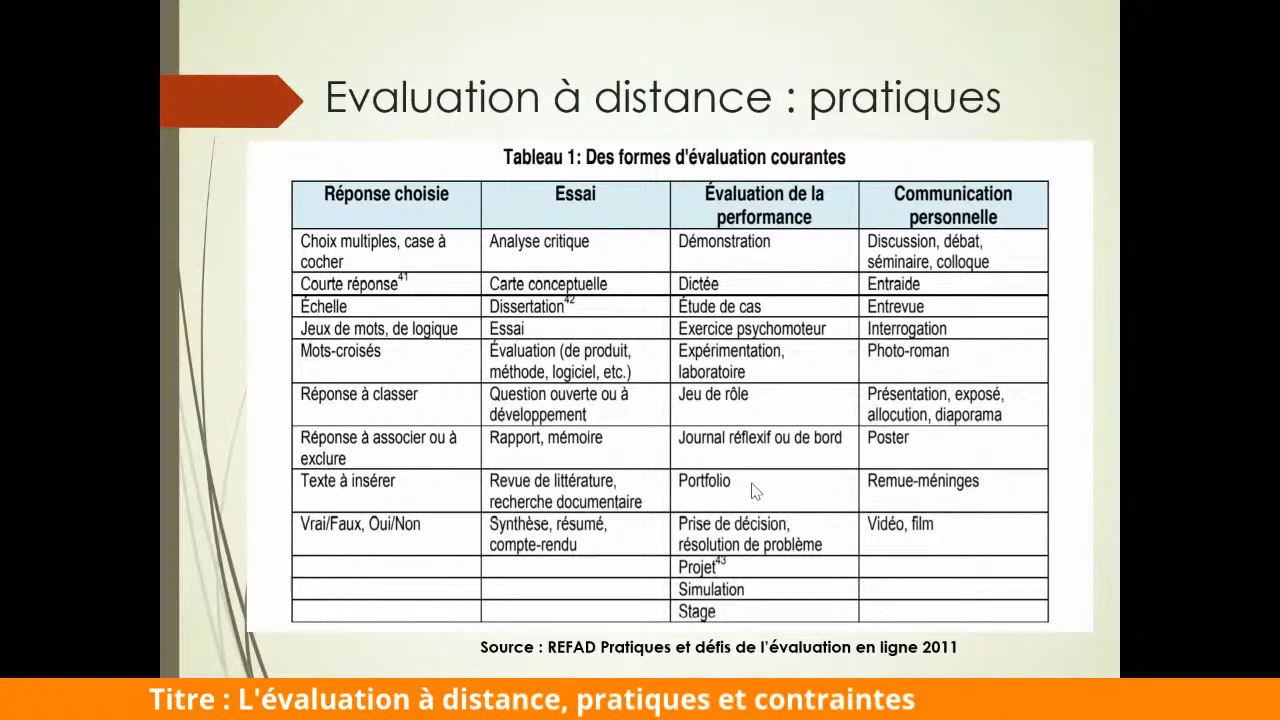 Evaluation à distance : pratiques
Tableau 1: Des formes d'évaluation courantes
Réponse choisie
Essai
Évaluation de la
performance
Communication
personnelle
Choix multiples, case à
cocher
Analyse critique
Démonstration
Discussion, débat,
séminaire, colloque
Courte réponse41
Carte conceptuelle
Dictée
Entraide
Échelle
Dissertation42
Étude de cas
Entrevue
Jeux de mots, de logique
Essai
Exercice psychomoteur
Interrogation
Mots-croisés
Évaluation (de produit,
méthode, logiciel, etc.)
Expérimentation,
laboratoire
Photo-roman
Réponse à classer
Question ouverte ou à
développement
Jeu de rôle
Présentation, exposé,
allocution, diaporama
Réponse à associer ou à
exclure
Rapport, mémoire
Journal réflexif ou de bord
Poster
Texte à insérer
Revue de littérature,
recherche documentaire
Portfolio
Remue-méninges
Vrai/Faux, Oui/Non
Synthèse, résumé,
compte-rendu
Prise de décision,
résolution de problème
Vidéo, film
Projet43
Simulation
Stage
Source : REFAD Pratiques et défis de l'évaluation en ligne 2011
Titre : L'évaluation à distance, pratiques et contraintes